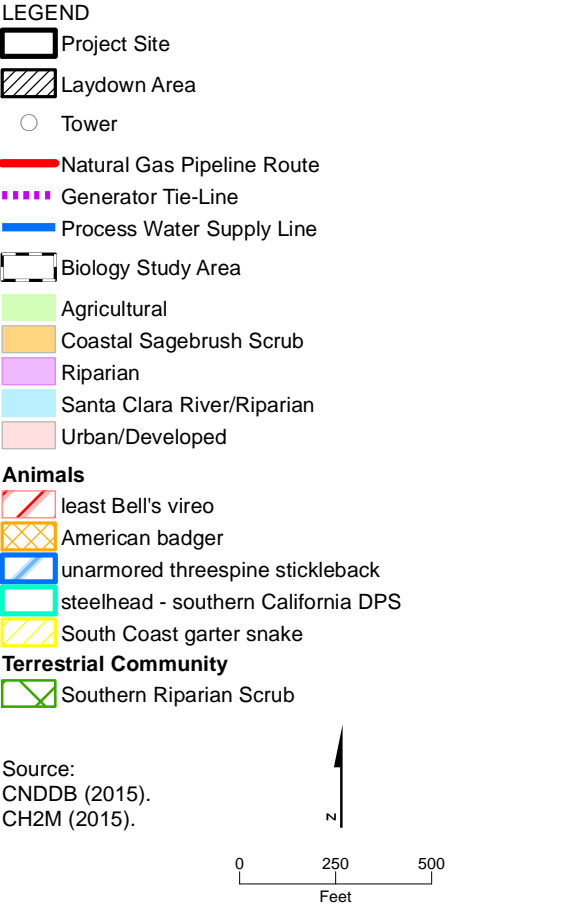 LEGEND
Project Site
Laydown Area
Tower
Natural Gas Pipeline Route
Generator Tie-Line
Process Water Supply Line
Biology Study Area
Agricultural
Coastal Sagebrush Scrub
Riparian
Santa Clara River/Riparian
Urban/Developed
Animals
least Bell's vireo
American badger
unarmored threespine stickleback
steelhead - southern California DPS
South Coast garter snake
Terrestrial Community
Southern Riparian Scrub
Source:
CNDDB (2015).
CH2M (2015).
N
0 250 500
Feet